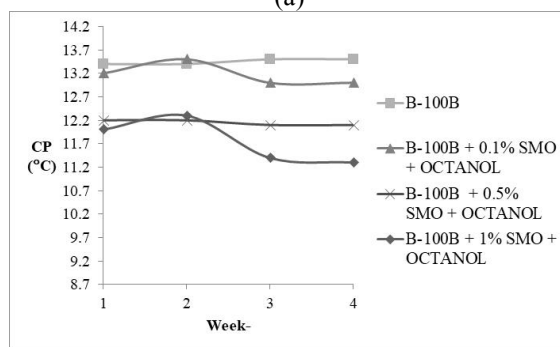 (a)
14.2
13.7
13.2
12.7
12.2
11.7
11.2
10.7
10.2
9.7
9.2
8.7
CP
(°C)
1
2
3
4
Week-
B-100B
B-100B + 0.1% SMO
+ OCTANOL
B-100B + 0.5%
SMO + OCTANOL
B-100B + 1% SMO +
OCTANOL